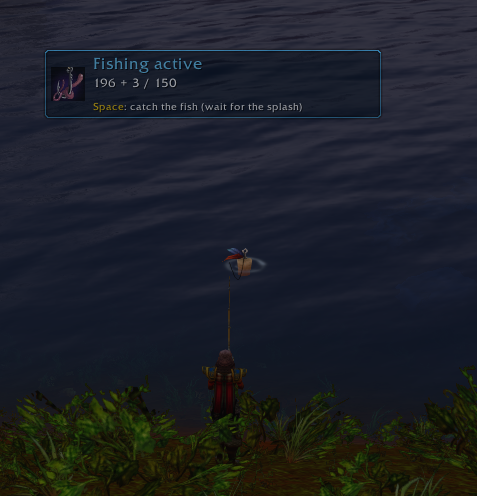 Fishing active
196 + 3 / 150
Space: catch the fish (wait for the splash)